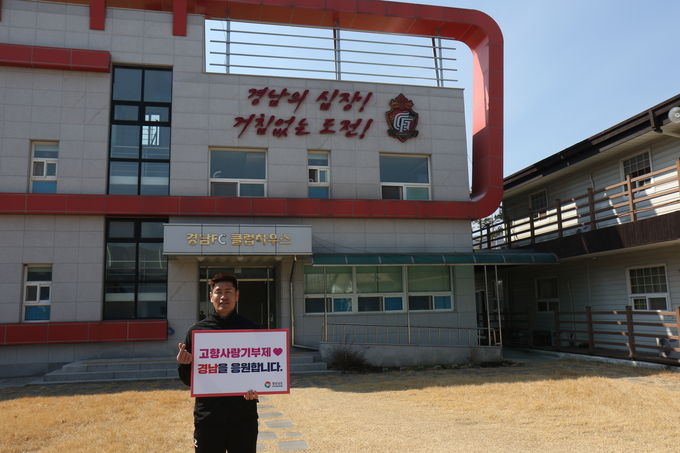 경남의 심장!
거침없는 도전!
경남FC 클럽하우스
고향사랑기부제♥
경남을 응원합니다.